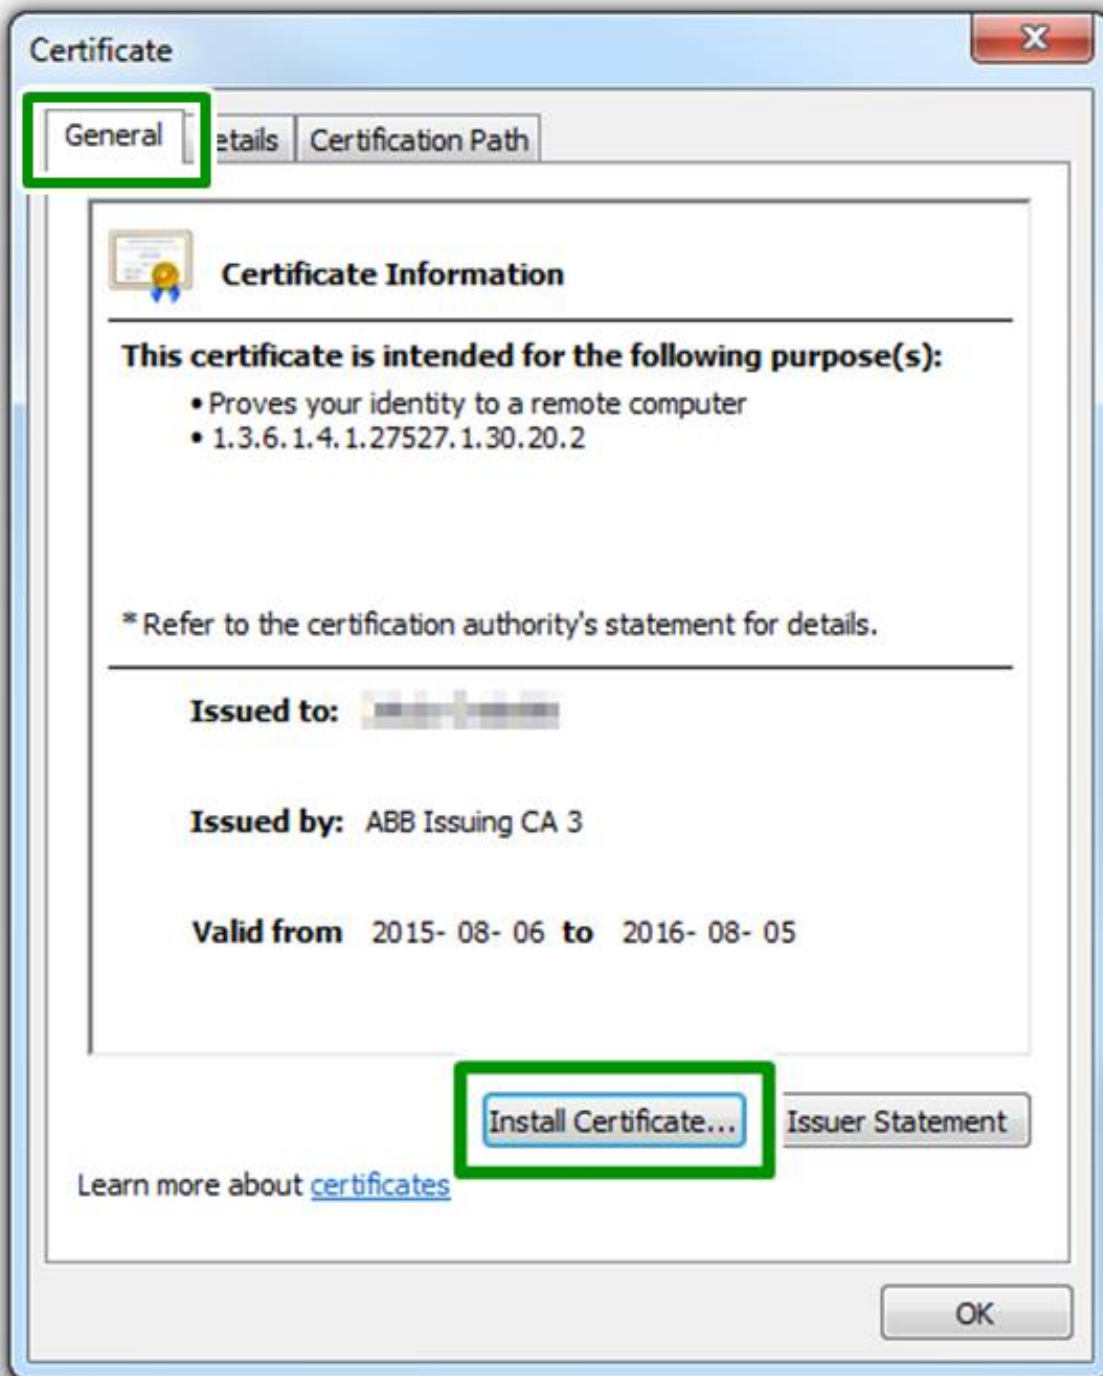 Certificate
General
etails
Certification Path
Certificate Information
This certificate is intended for the following purpose(s):
• Proves your identity to a remote computer
• 1.3.6.1.4.1.27527.1.30.20.2
* Refer to the certification authority's statement for details.
Issued to:
Issued by: ABB Issuing CA 3
Valid from 2015- 08- 06 to 2016- 08- 05
Install Certificate... Issuer Statement
Learn more about certificates
OK